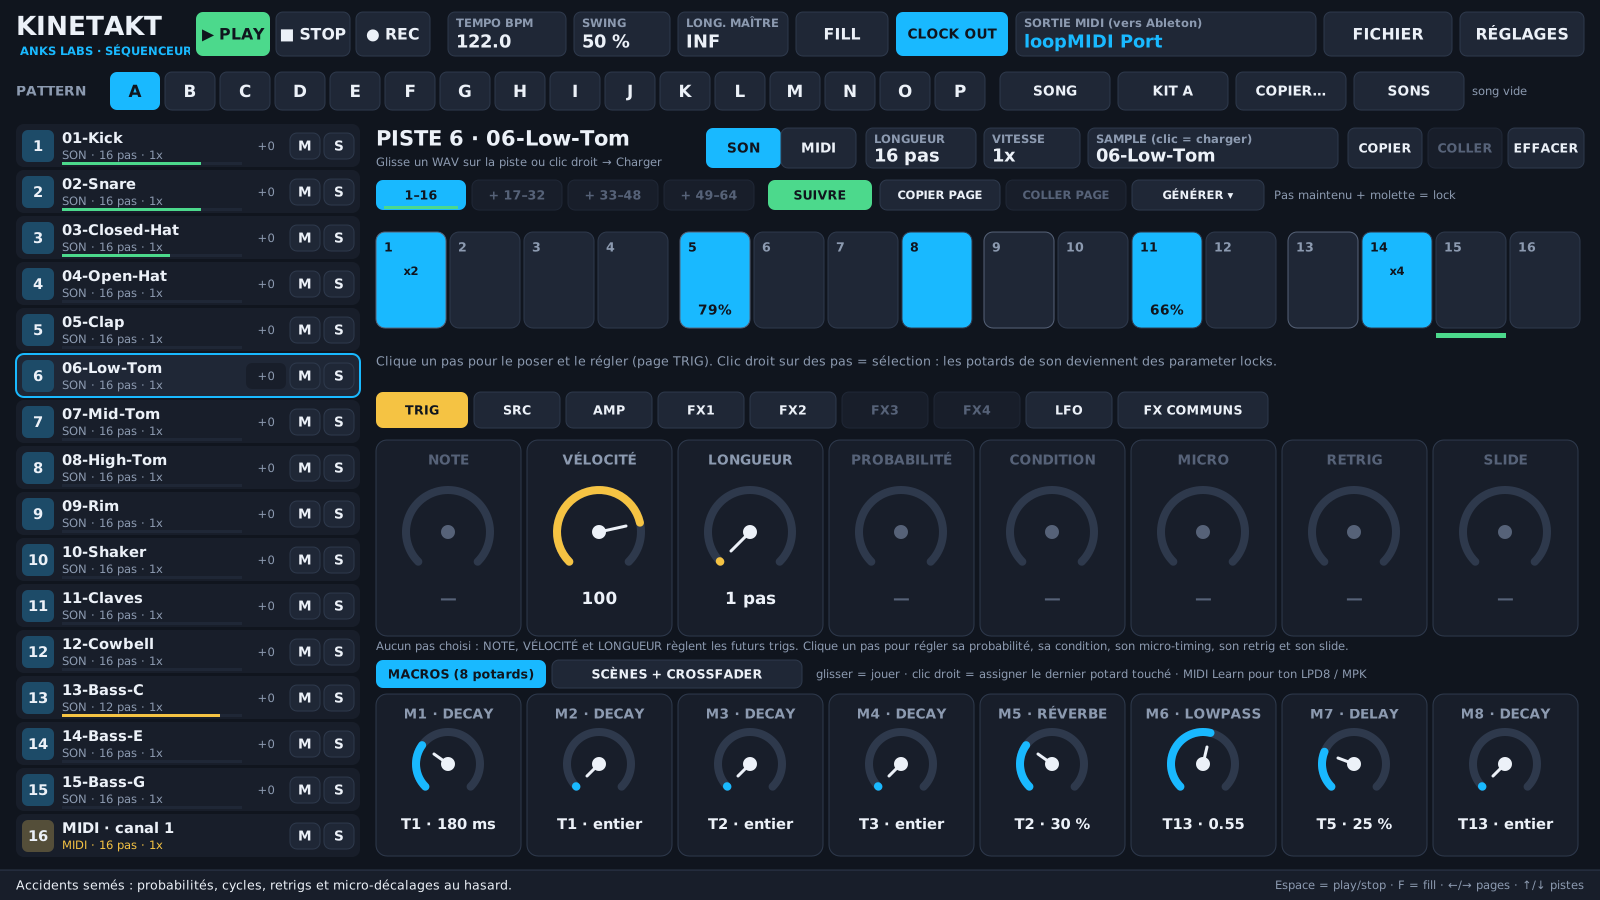 KINETAKT
ANKS LABS · SÉQUENCEUR
▶ PLAY
■ STOP
● REC
TEMPO BPM
122.0
SWING
50 %
LONG. MAÎTRE
INF
FILL
CLOCK OUT
SORTIE MIDI (vers Ableton)
loopMIDI Port
FICHIER
RÉGLAGES
PATTERN
A
B
C
D
E
F
G
H
I
J
K
L
M
N
O
P
SONG
KIT A
COPIER…
SONS
song vide
1
01-Kick
SON · 16 pas · 1x
+0
M
S
2
02-Snare
SON · 16 pas · 1x
+0
M
S
3
03-Closed-Hat
SON · 16 pas · 1x
+0
M
S
4
04-Open-Hat
SON · 16 pas · 1x
+0
M
S
5
05-Clap
SON · 16 pas · 1x
+0
M
S
6
06-Low-Tom
SON · 16 pas · 1x
+0
M
S
7
07-Mid-Tom
SON · 16 pas · 1x
+0
M
S
8
08-High-Tom
SON · 16 pas · 1x
+0
M
S
9
09-Rim
SON · 16 pas · 1x
+0
M
S
10
10-Shaker
SON · 16 pas · 1x
+0
M
S
11
11-Claves
SON · 16 pas · 1x
+0
M
S
12
12-Cowbell
SON · 16 pas · 1x
+0
M
S
13
13-Bass-C
SON · 12 pas · 1x
+0
M
S
14
14-Bass-E
SON · 16 pas · 1x
+0
M
S
15
15-Bass-G
SON · 16 pas · 1x
+0
M
S
16
MIDI · canal 1
MIDI · 16 pas · 1x
M
S
PISTE 6 · 06-Low-Tom
Glisse un WAV sur la piste ou clic droit → Charger
SON
MIDI
LONGUEUR
16 pas
VITESSE
1x
SAMPLE (clic = charger)
06-Low-Tom
COPIER
COLLER
EFFACER
1–16
+ 17–32
+ 33–48
+ 49–64
SUIVRE
COPIER PAGE
COLLER PAGE
GÉNÉRER ▾
Pas maintenu + molette = lock
1
x2
2
3
4
5
79%
6
7
8
9
10
11
66%
12
13
14
x4
15
16
Clique un pas pour le poser et le régler (page TRIG). Clic droit sur des pas = sélection : les potards de son deviennent des parameter locks.
TRIG
SRC
AMP
FX1
FX2
FX3
FX4
LFO
FX COMMUNS
NOTE
—
VÉLOCITÉ
100
LONGUEUR
1 pas
PROBABILITÉ
—
CONDITION
—
MICRO
—
RETRIG
—
SLIDE
—
Aucun pas choisi : NOTE, VÉLOCITÉ et LONGUEUR règlent les futurs trigs. Clique un pas pour régler sa probabilité, sa condition, son micro-timing, son retrig et son slide.
MACROS (8 potards)
SCÈNES + CROSSFADER
glisser = jouer · clic droit = assigner le dernier potard touché · MIDI Learn pour ton LPD8 / MPK
M1 · DECAY
T1 · 180 ms
M2 · DECAY
T1 · entier
M3 · DECAY
T2 · entier
M4 · DECAY
T3 · entier
M5 · RÉVERBE
T2 · 30 %
M6 · LOWPASS
T13 · 0.55
M7 · DELAY
T5 · 25 %
M8 · DECAY
T13 · entier
Accidents semés : probabilités, cycles, retrigs et micro-décalages au hasard.
Espace = play/stop · F = fill · ←/→ pages · ↑/↓ pistes